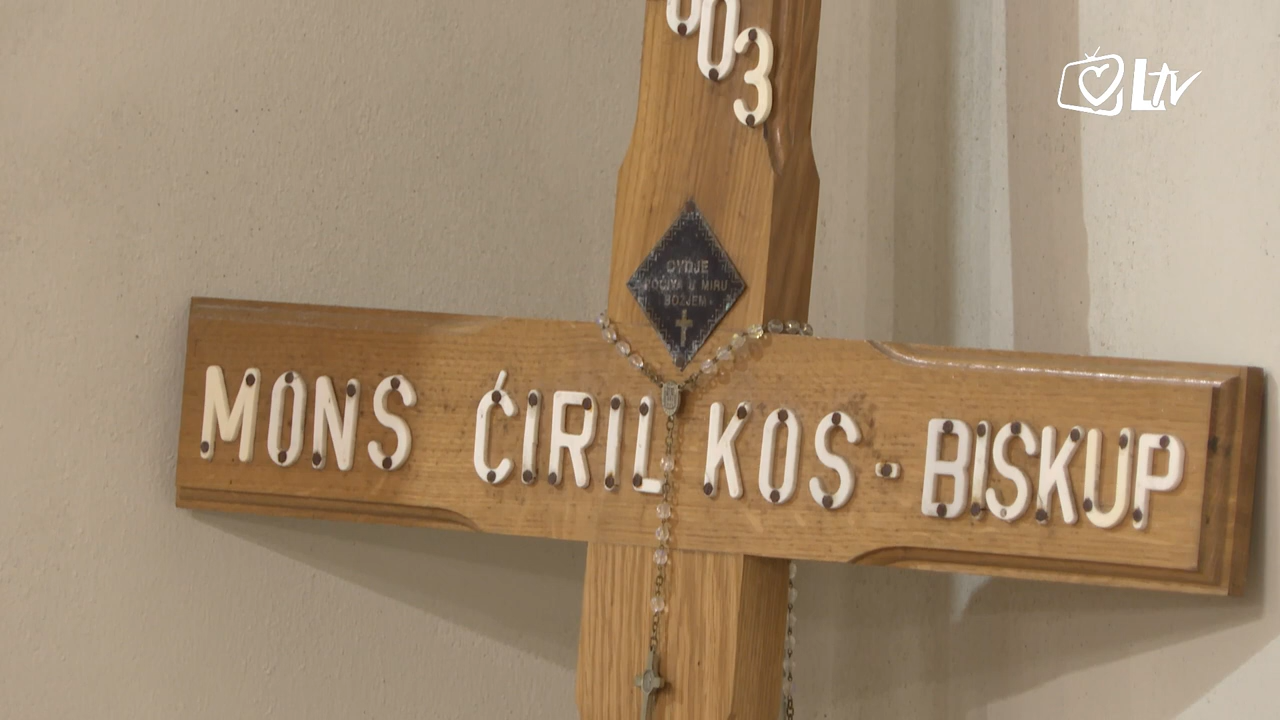 003
Ltv
OVDJE
POČIVA U MIRU
BOŽJEM
MONS ĆIRIL KOS - BISKUP